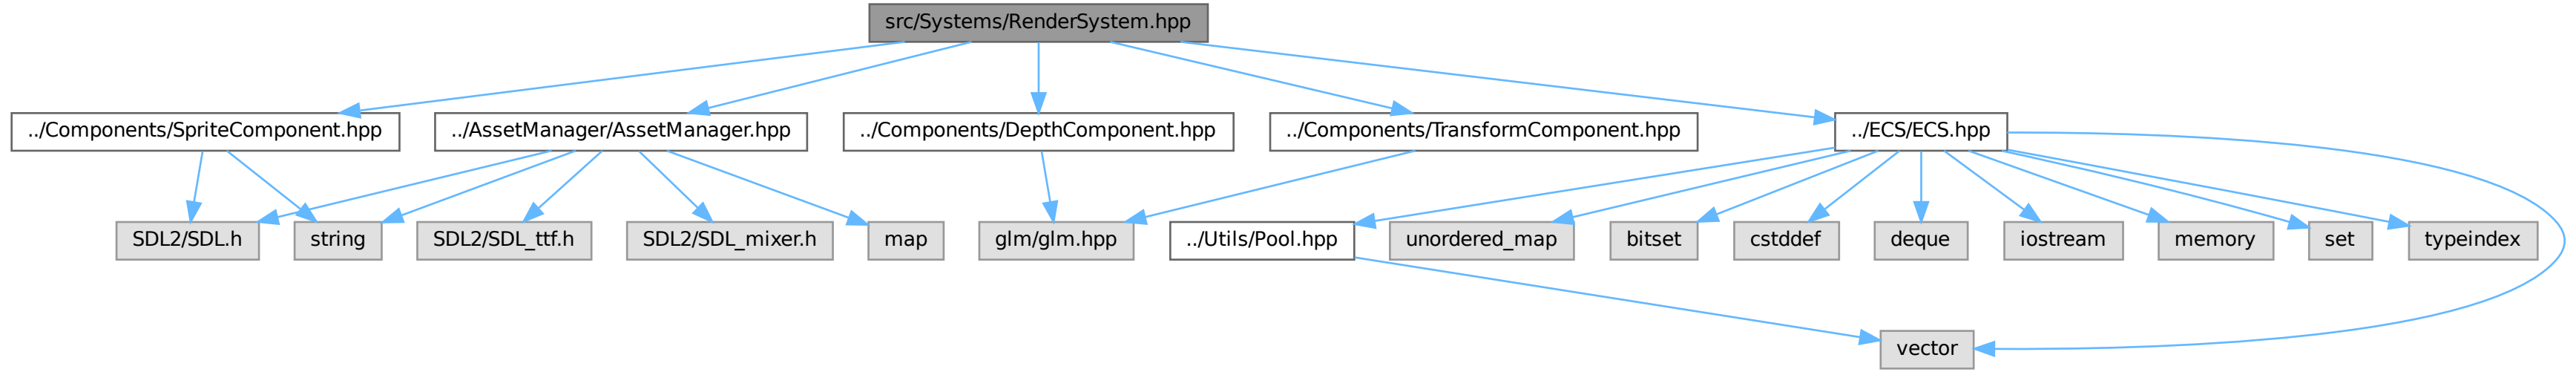 src/Systems/RenderSystem.hpp
../Components/SpriteComponent.hpp
../AssetManager/AssetManager.hpp
../Components/DepthComponent.hpp
../Components/TransformComponent.hpp
../ECS/ECS.hpp
SDL2/SDL.h
string
SDL2/SDL_ttf.h
SDL2/SDL_mixer.h
map
glm/glm.hpp
../Utils/Pool.hpp
unordered_map
bitset
cstddef
deque
iostream
memory
set
typeindex
vector